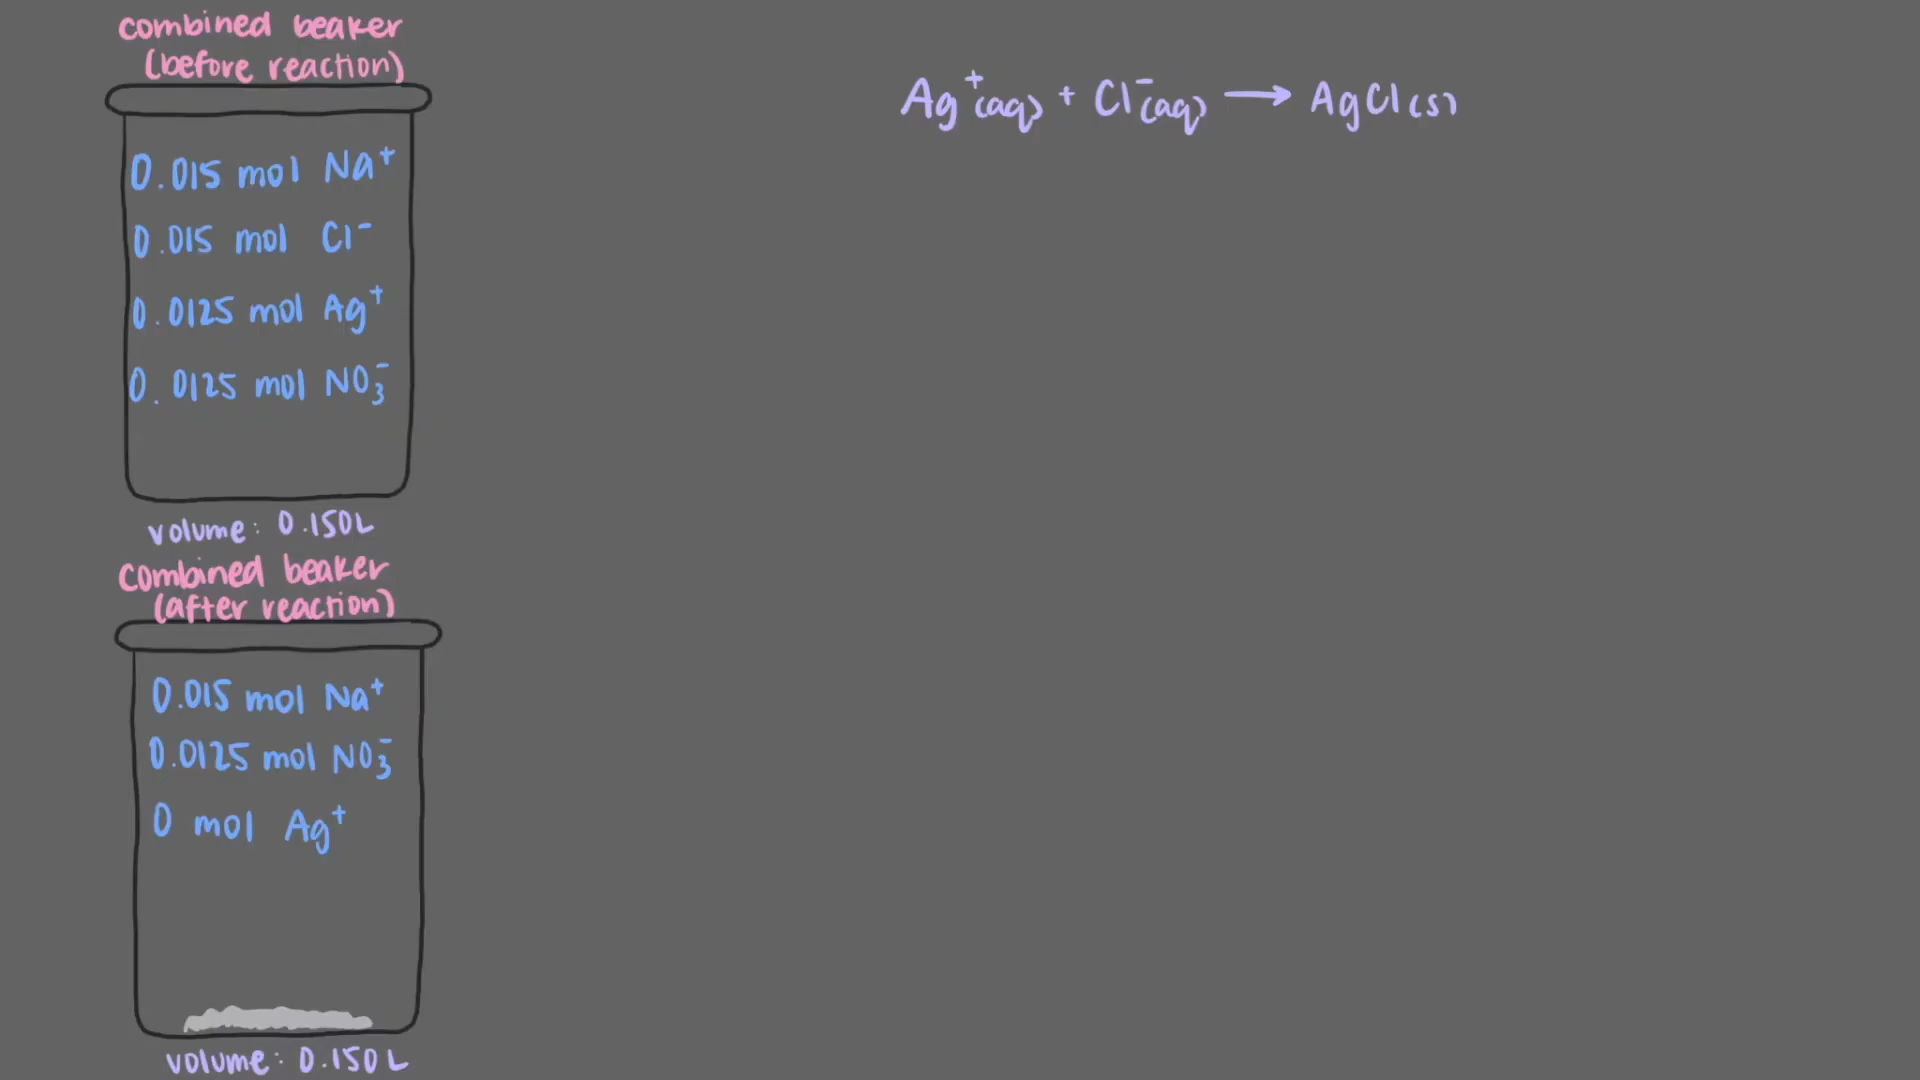 combined beaker
(before reaction)
0.015 mol Na⁺
0.015 mol Cl⁻
0.0125 mol Ag⁺
0.0125 mol NO₃⁻
volume: 0.150L
combined beaker
(after reaction)
0.015 mol Na⁺
0.0125 mol NO₃⁻
0 mol Ag⁺
volume: 0.150L
Ag⁺(aq) + Cl⁻(aq) → AgCl(s)